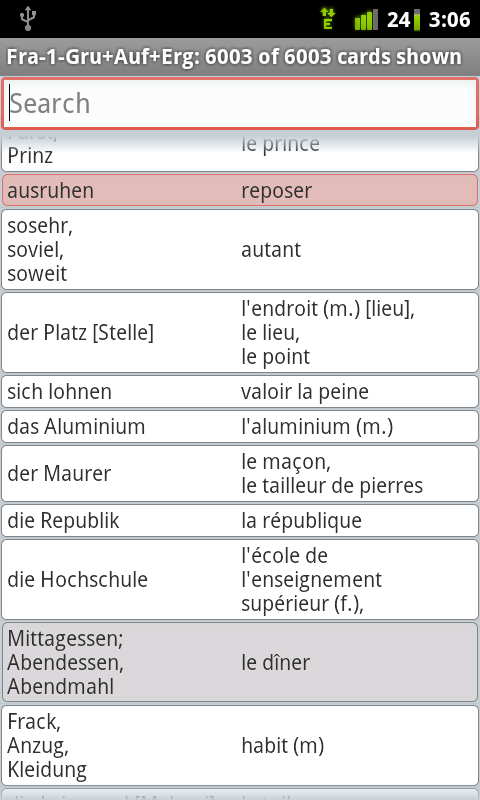 E 24 3:06
Fra-1-Gru+Auf+Erg: 6003 of 6003 cards shown
Search
le prince
Prinz
ausruhen reposer
sosehr,
soviel,
soweit
autant
der Platz [Stelle]
l'endroit (m.) [lieu],
le lieu,
le point
sich lohnen valoir la peine
das Aluminium l'aluminium (m.)
der Maurer
le maçon,
le tailleur de pierres
die Republik la république
die Hochschule
l'école de
l'enseignement
supérieur (f.),
Mittagessen;
Abendessen,
Abendmahl
le dîner
Frack,
Anzug,
Kleidung
habit (m)